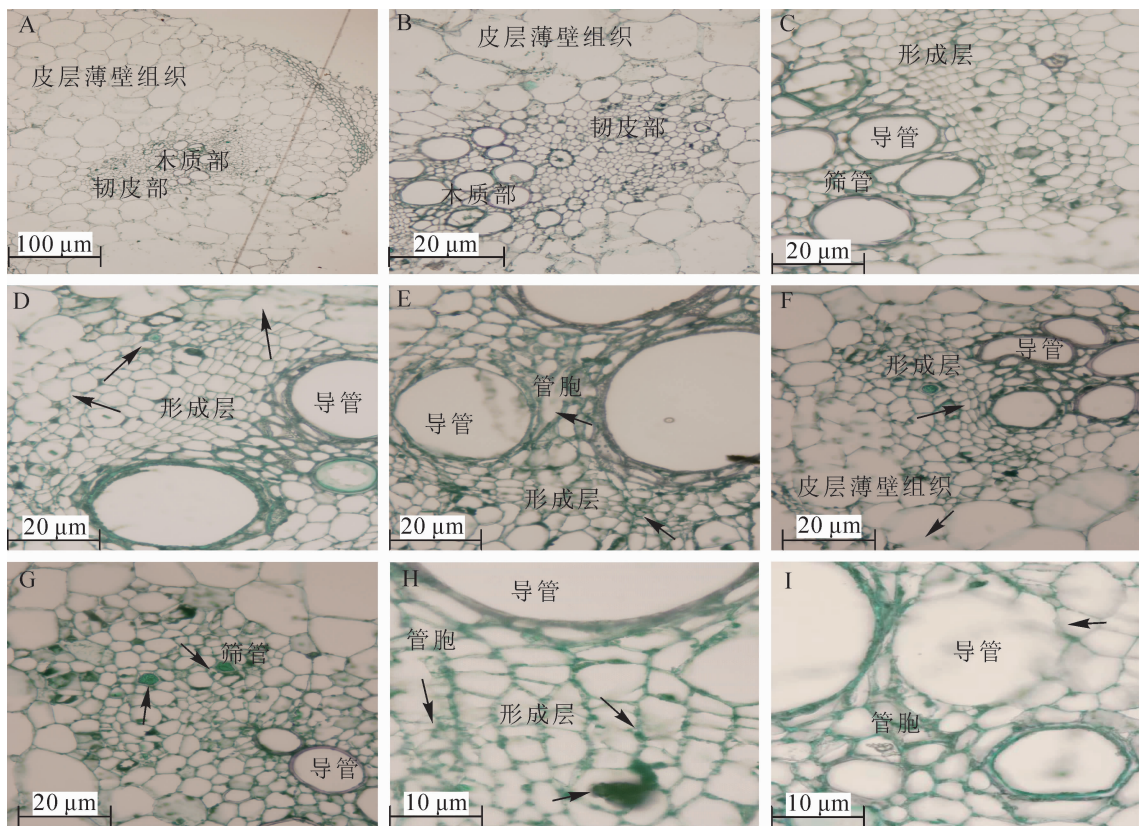 A
皮层薄壁组织
木质部
韧皮部
100 μm
B
皮层薄壁组织
韧皮部
木质部
20 μm
C
形成层
导管
筛管
20 μm
D
形成层
导管
20 μm
E
管胞
导管
形成层
20 μm
F
导管
形成层
皮层薄壁组织
20 μm
G
筛管
导管
20 μm
H
导管
管胞
形成层
10 μm
I
导管
管胞
10 μm